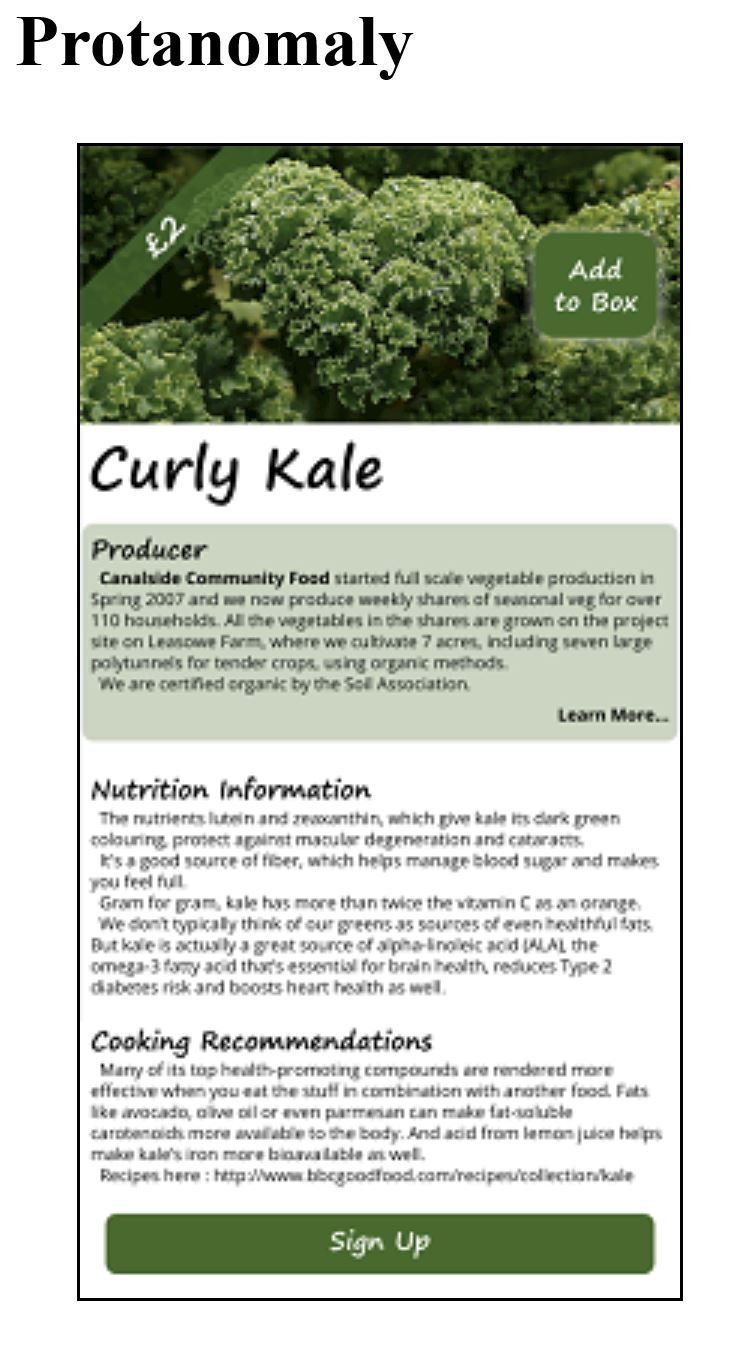 Protanomaly
£2
Add
to Box
Curly Kale
Producer
Canalside Community Food started full scale vegetable production in
Spring 2007 and we now produce weekly shares of seasonal veg for over
110 households. All the vegetables in the shares are grown on the project
site on Leasowe Farm, where we cultivate 7 acres, including seven large
polytunnels for tender crops, using organic methods.
We are certified organic by the Soil Association.
Learn More...
Nutrition Information
The nutrients lutein and zeaxanthin, which give kale its dark green
colouring, protect against macular degeneration and cataracts.
It's a good source of fiber, which helps manage blood sugar and makes
you feel full.
Gram for gram, kale has more than twice the vitamin C as an orange.
We don't typically think of our greens as sources of even healthful fats.
But kale is actually a great source of alpha-linoleic acid (ALA), the
omega-3 fatty acid that's essential for brain health, reduces Type 2
diabetes risk and boosts heart health as well.
Cooking Recommendations
Many of its top health-promoting compounds are rendered more
effective when you eat the stuff in combination with another food. Fats
like avocado, olive oil or even parmesan can make fat-soluble
carotenoids more available to the body. And acid from lemon juice helps
make kale's iron more bioavailable as well.
Recipes here : http://www.bbcgoodfood.com/recipes/collection/kale
Sign Up